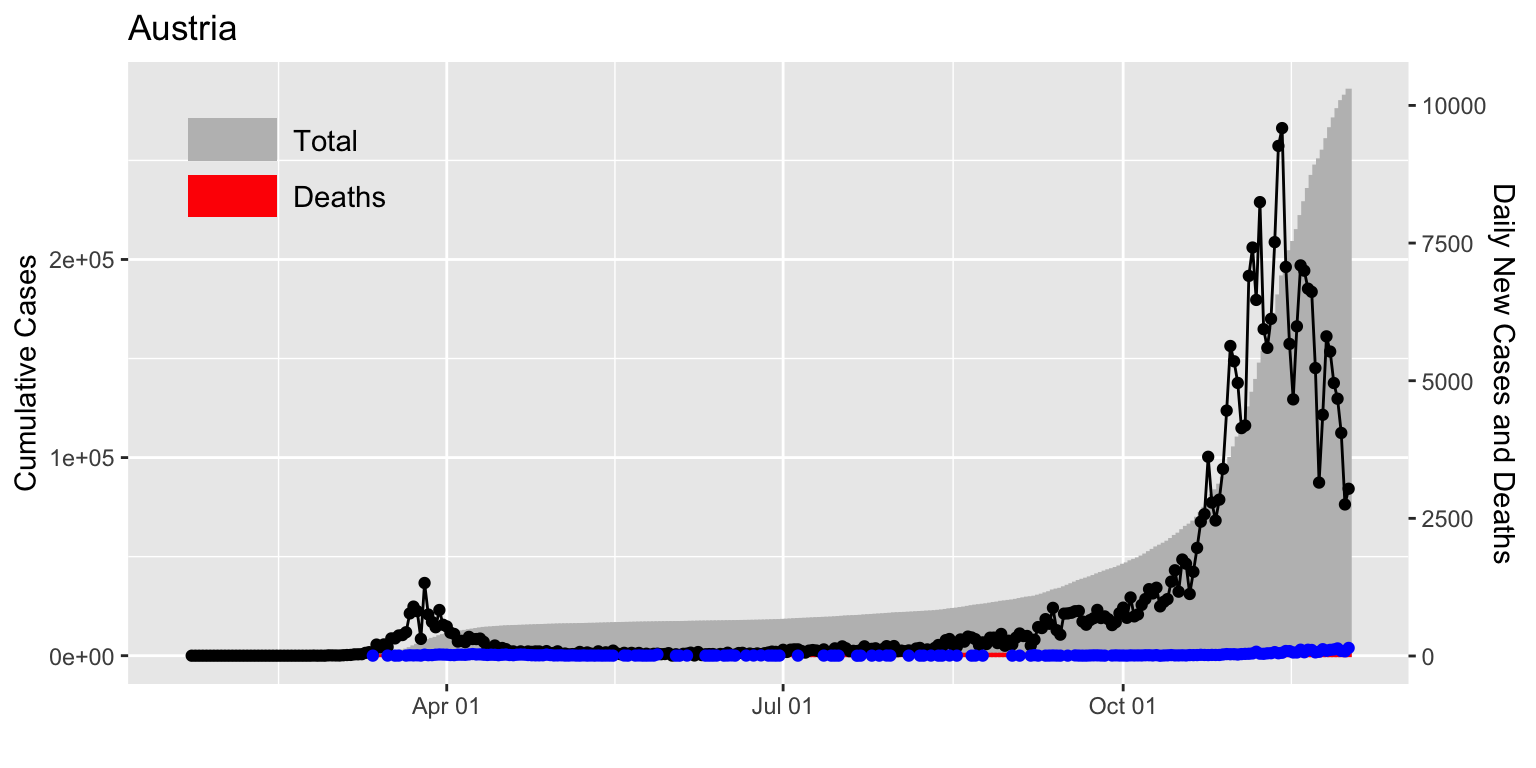 Austria
Total
Deaths
Cumulative Cases
2e+05
1e+05
0e+00
10000
7500
5000
2500
0
Daily New Cases and Deaths
Apr 01
Jul 01
Oct 01